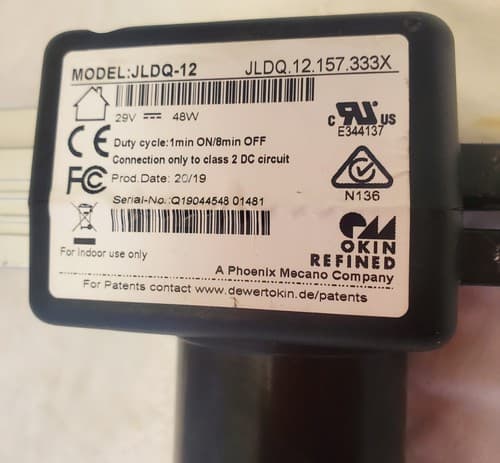 MODEL:JLDQ-12 JLDQ.12.157.333X
29V ⎓ 48W
c RU US
E344137
CE
Duty cycle:1min ON/8min OFF
Connection only to class 2 DC circuit
FC
Prod.Date: 20/19
N136
Serial-No.:Q19044548 01481
For indoor use only
OKIN
REFINED
A Phoenix Mecano Company
For Patents contact www.dewertokin.de/patents